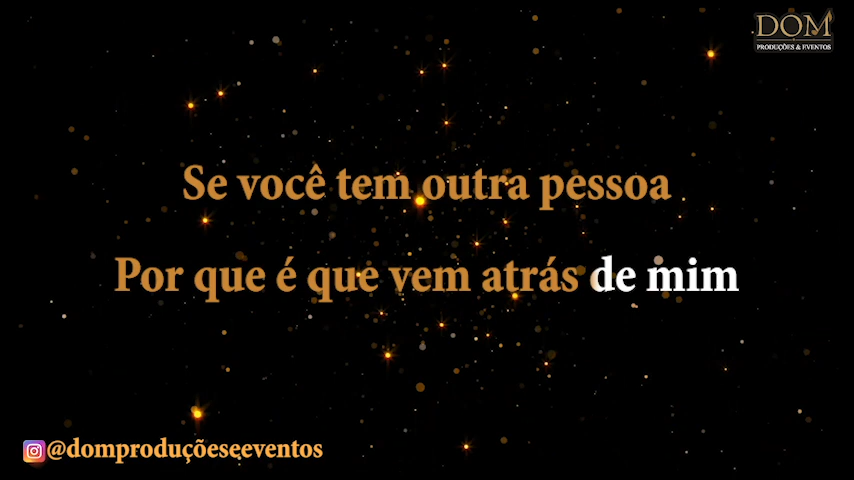 DOM
PRODUÇÕES & EVENTOS
Se você tem outra pessoa
Por que é que vem atrás de mim
@domproduçõeseeventos